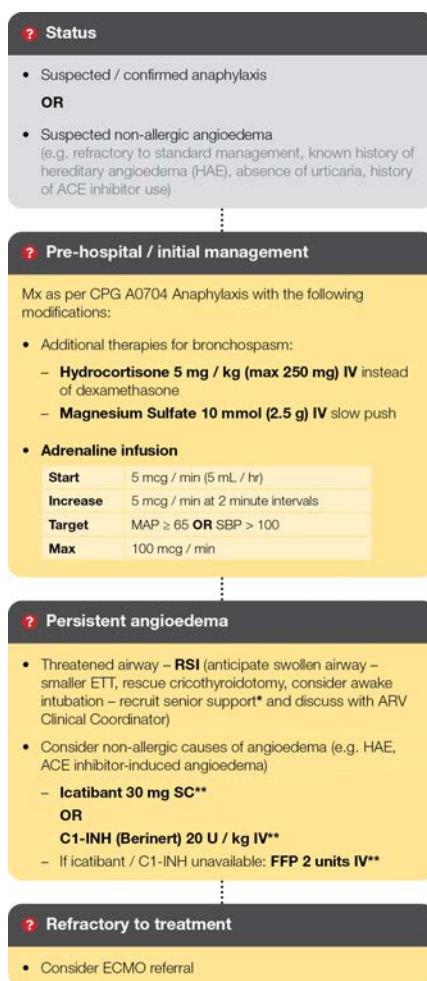 ? Status
• Suspected / confirmed anaphylaxis
OR
• Suspected non-allergic angioedema
(e.g. refractory to standard management, known history of
hereditary angioedema (HAE), absence of urticaria, history
of ACE inhibitor use)
? Pre-hospital / initial management
Mx as per CPG A0704 Anaphylaxis with the following
modifications:
• Additional therapies for bronchospasm:
– Hydrocortisone 5 mg / kg (max 250 mg) IV instead
of dexamethasone
– Magnesium Sulfate 10 mmol (2.5 g) IV slow push
• Adrenaline infusion
Start 5 mcg / min (5 mL / hr)
Increase 5 mcg / min at 2 minute intervals
Target MAP ≥ 65 OR SBP > 100
Max 100 mcg / min
? Persistent angioedema
• Threatened airway – RSI (anticipate swollen airway –
smaller ETT, rescue cricothyroidotomy, consider awake
intubation – recruit senior support* and discuss with ARV
Clinical Coordinator)
• Consider non-allergic causes of angioedema (e.g. HAE,
ACE inhibitor-induced angioedema)
– Icatibant 30 mg SC**
OR
C1-INH (Berinert) 20 U / kg IV**
– If icatibant / C1-INH unavailable: FFP 2 units IV**
? Refractory to treatment
• Consider ECMO referral